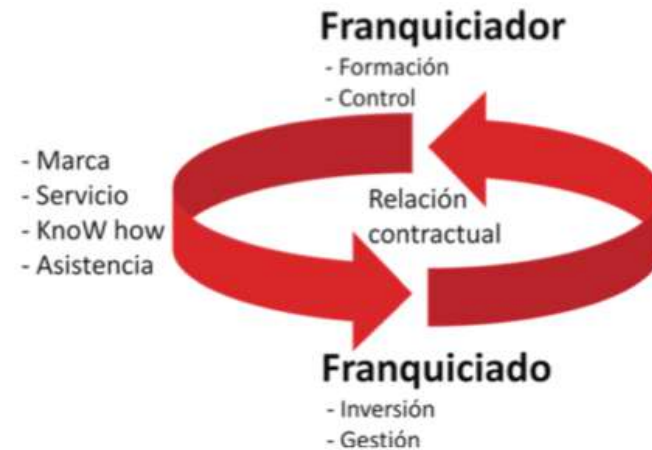 Franquiciador
- Formación
- Control
- Marca
- Servicio
- KnoW how
- Asistencia
Relación
contractual
Franquiciado
- Inversión
- Gestión